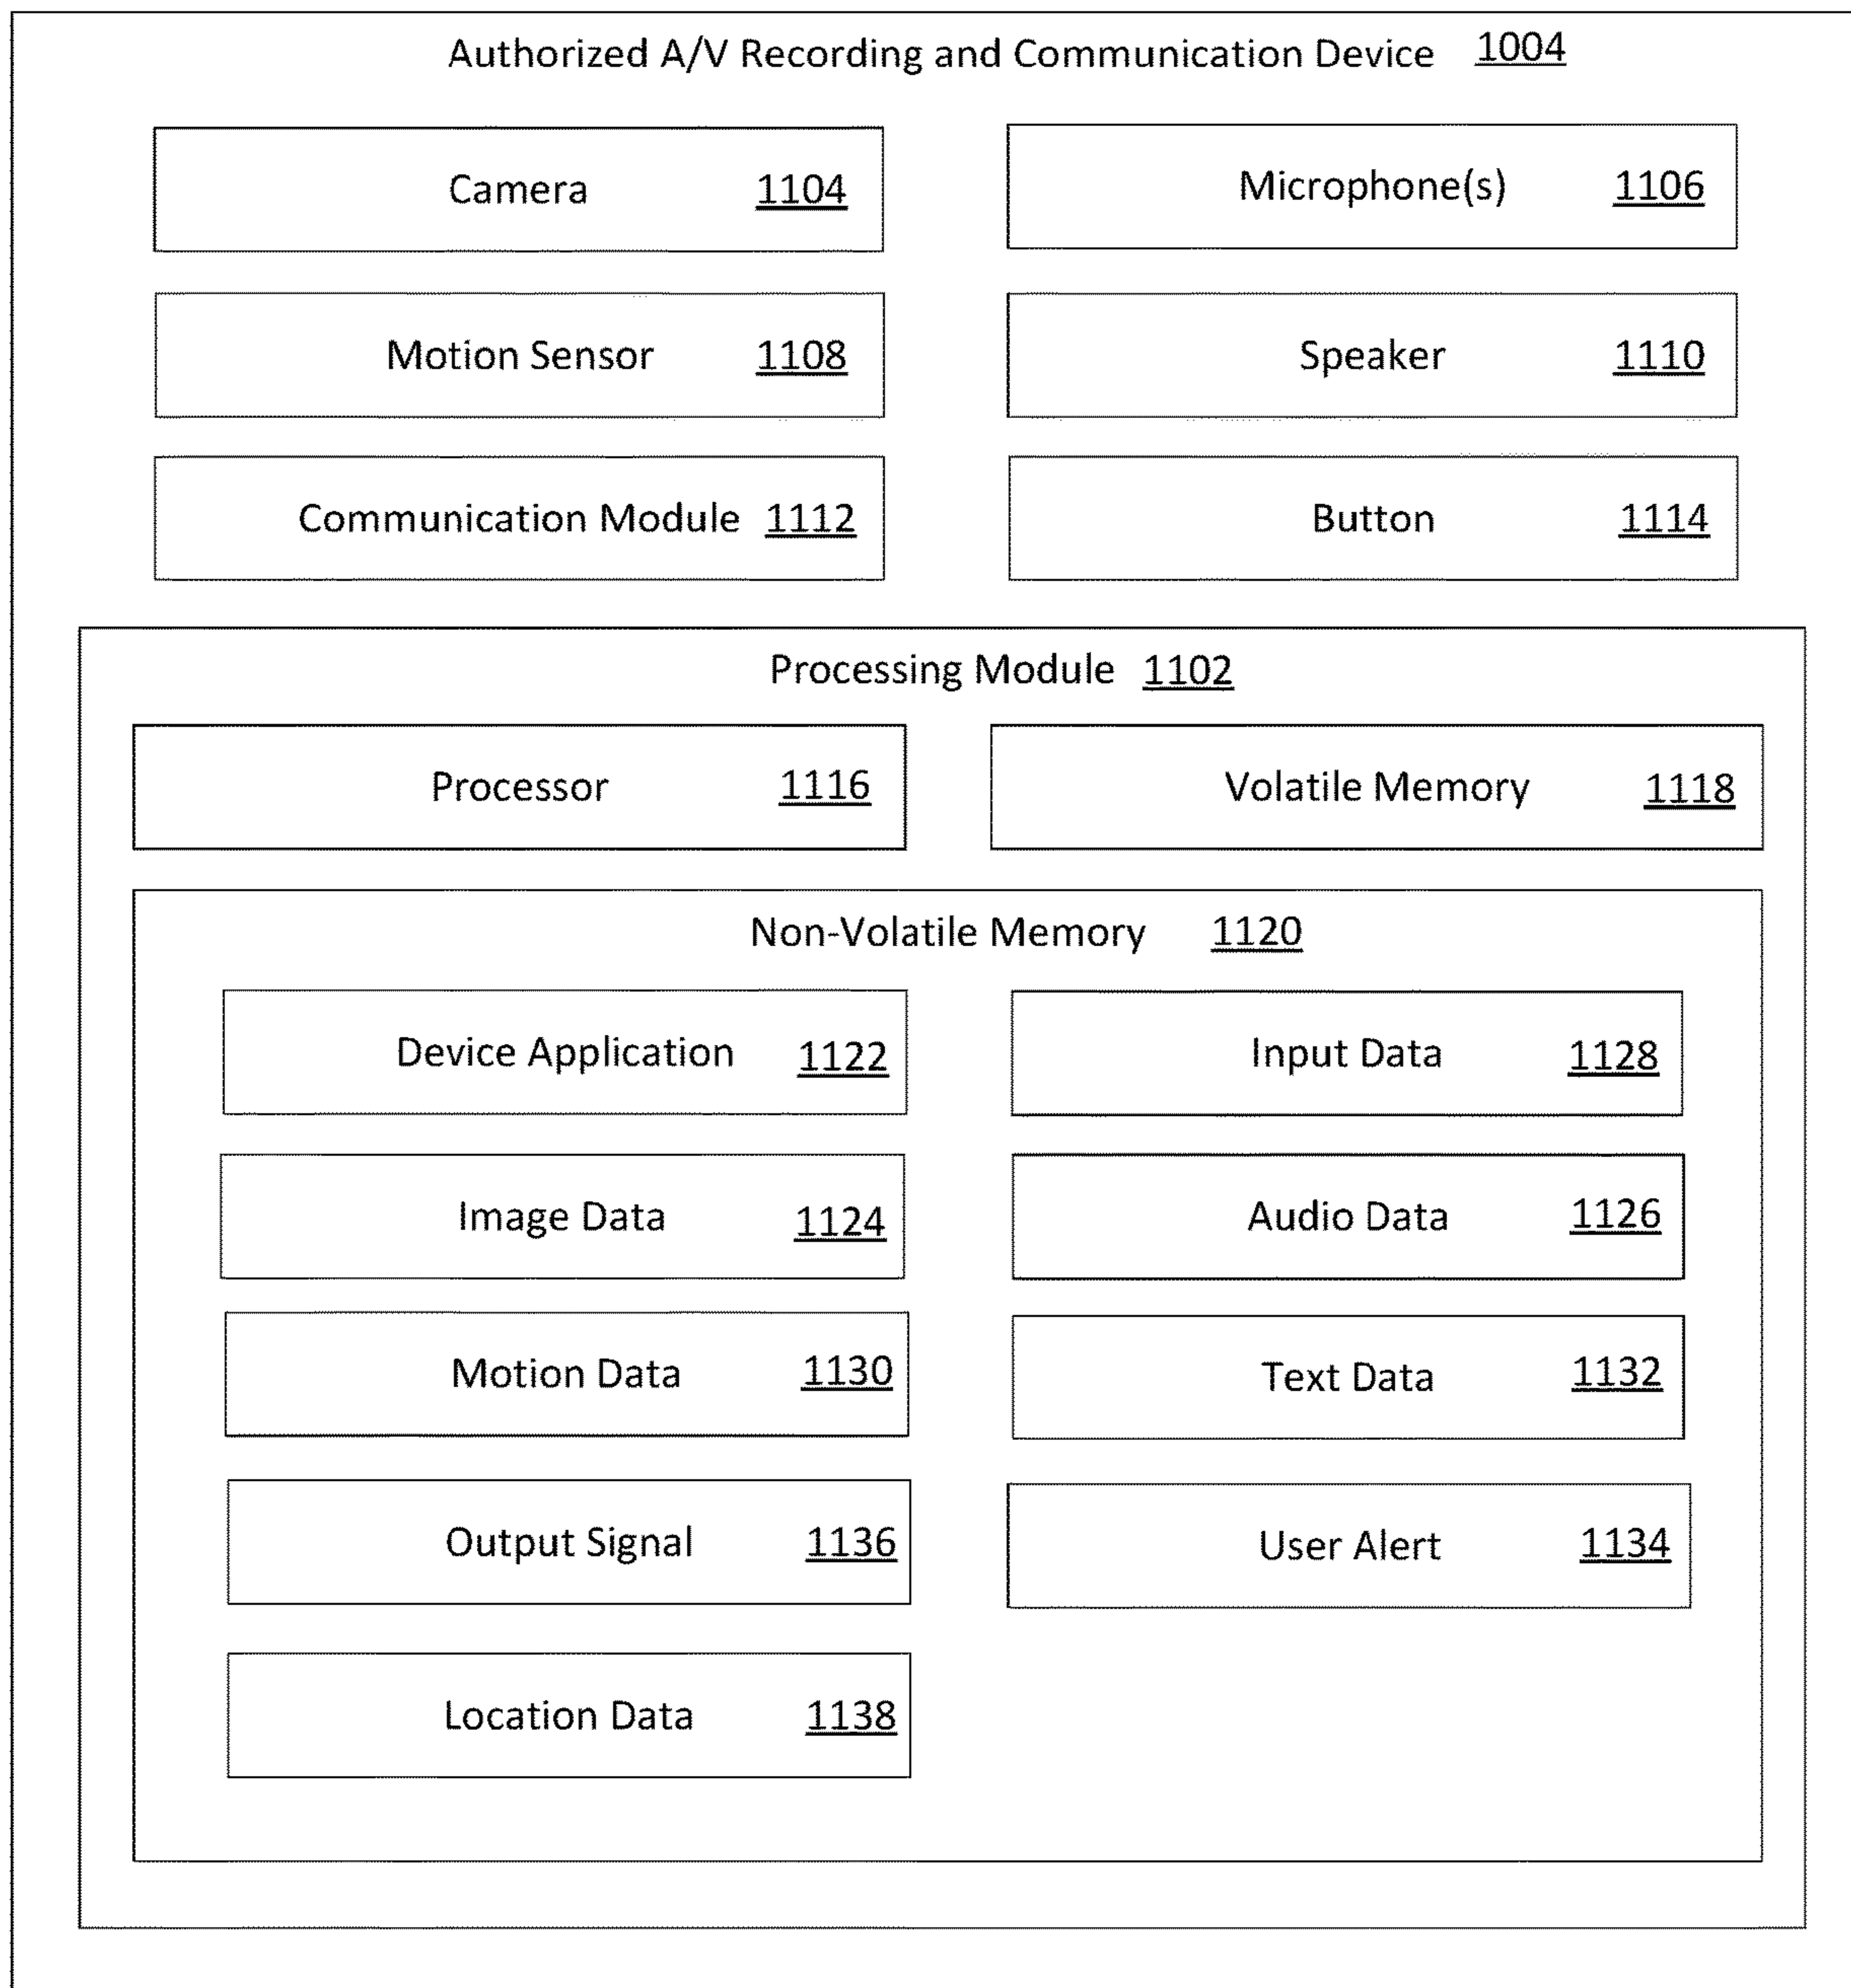 Authorized A/V Recording and Communication Device 1004
Camera 1104
Microphone(s) 1106
Motion Sensor 1108
Speaker 1110
Communication Module 1112
Button 1114
Processing Module 1102
Processor 1116
Volatile Memory 1118
Non-Volatile Memory 1120
Device Application 1122
Input Data 1128
Image Data 1124
Audio Data 1126
Motion Data 1130
Text Data 1132
Output Signal 1136
User Alert 1134
Location Data 1138